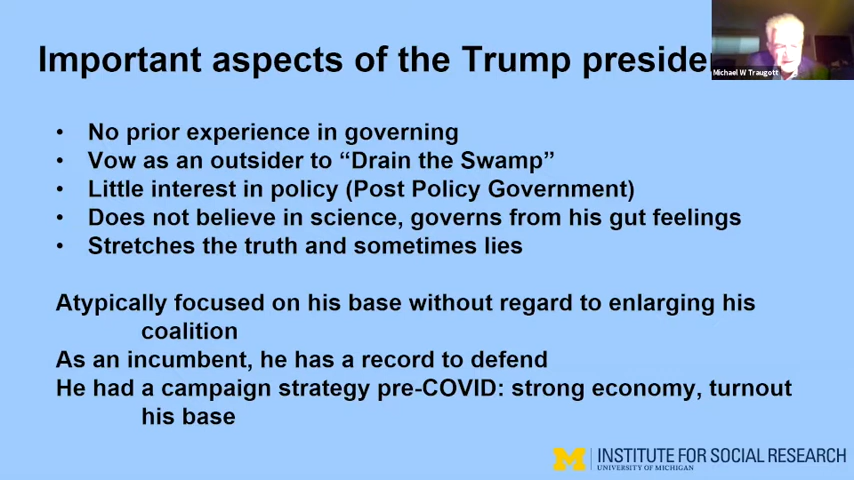 Important aspects of the Trump preside
Michael W Traugott
• No prior experience in governing
• Vow as an outsider to “Drain the Swamp”
• Little interest in policy (Post Policy Government)
• Does not believe in science, governs from his gut feelings
• Stretches the truth and sometimes lies
Atypically focused on his base without regard to enlarging his
coalition
As an incumbent, he has a record to defend
He had a campaign strategy pre-COVID: strong economy, turnout
his base
M INSTITUTE FOR SOCIAL RESEARCH
UNIVERSITY OF MICHIGAN